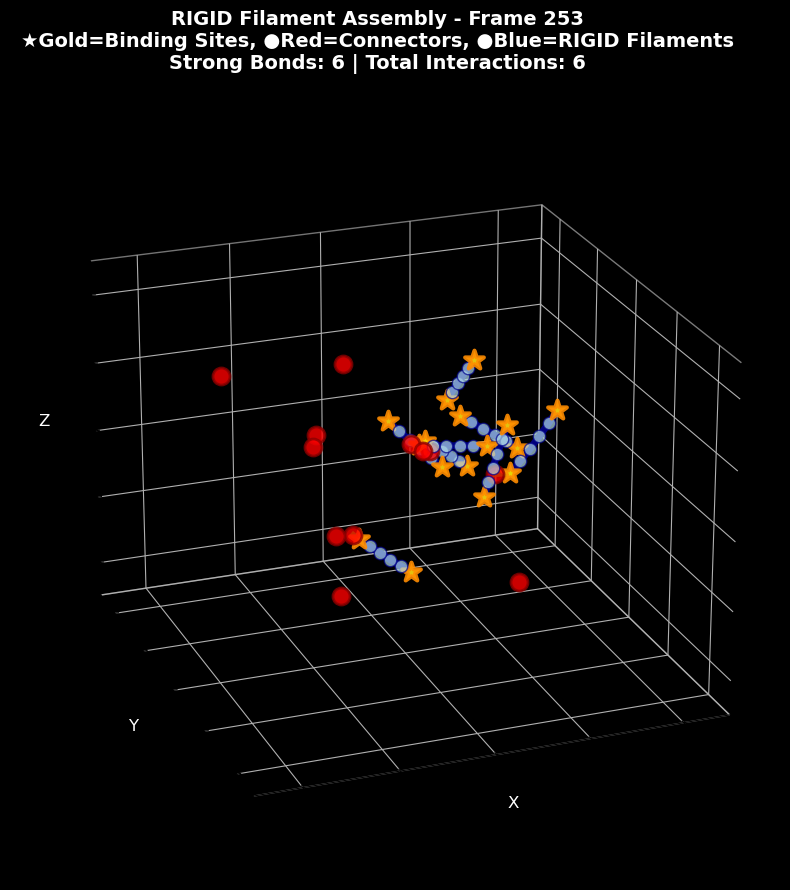 RIGID Filament Assembly - Frame 253
★Gold=Binding Sites, ●Red=Connectors, ●Blue=RIGID Filaments
Strong Bonds: 6 | Total Interactions: 6
Z
Y
X